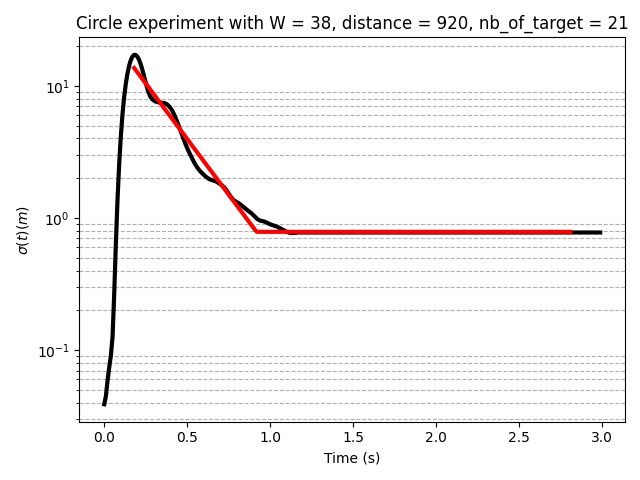 Circle experiment with W = 38, distance = 920, nb_of_target = 21
σ(t)(m)
10¹
10⁰
10⁻¹
0.0 0.5 1.0 1.5 2.0 2.5 3.0
Time (s)